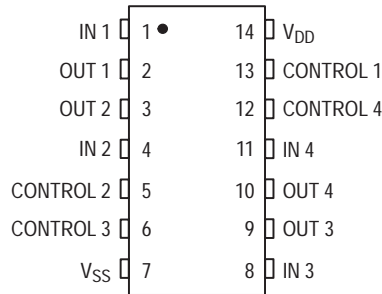 IN 1 1 14 VDD
OUT 1 2 13 CONTROL 1
OUT 2 3 12 CONTROL 4
IN 2 4 11 IN 4
CONTROL 2 5 10 OUT 4
CONTROL 3 6 9 OUT 3
VSS 7 8 IN 3